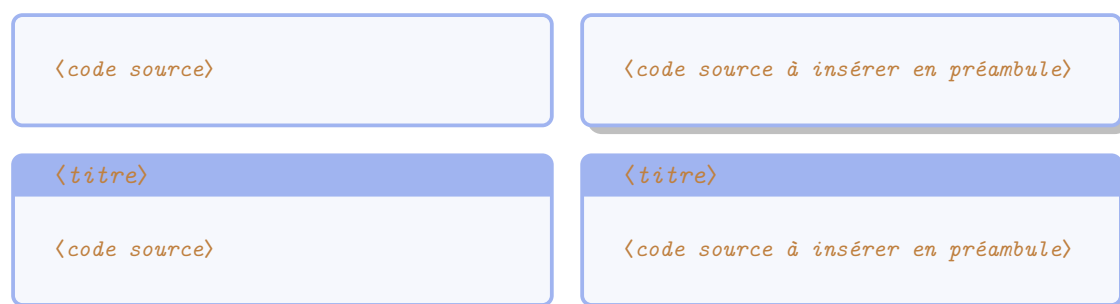 ⟨code source⟩
⟨code source à insérer en préambule⟩
⟨titre⟩
⟨code source⟩
⟨titre⟩
⟨code source à insérer en préambule⟩